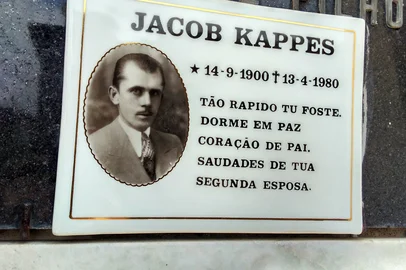 JACOB KAPPES
★ 14-9-1900 ✝ 13-4-1980
TÃO RAPIDO TU FOSTE.
DORME EM PAZ
CORAÇÃO DE PAI.
SAUDADES DE TUA
SEGUNDA ESPOSA.